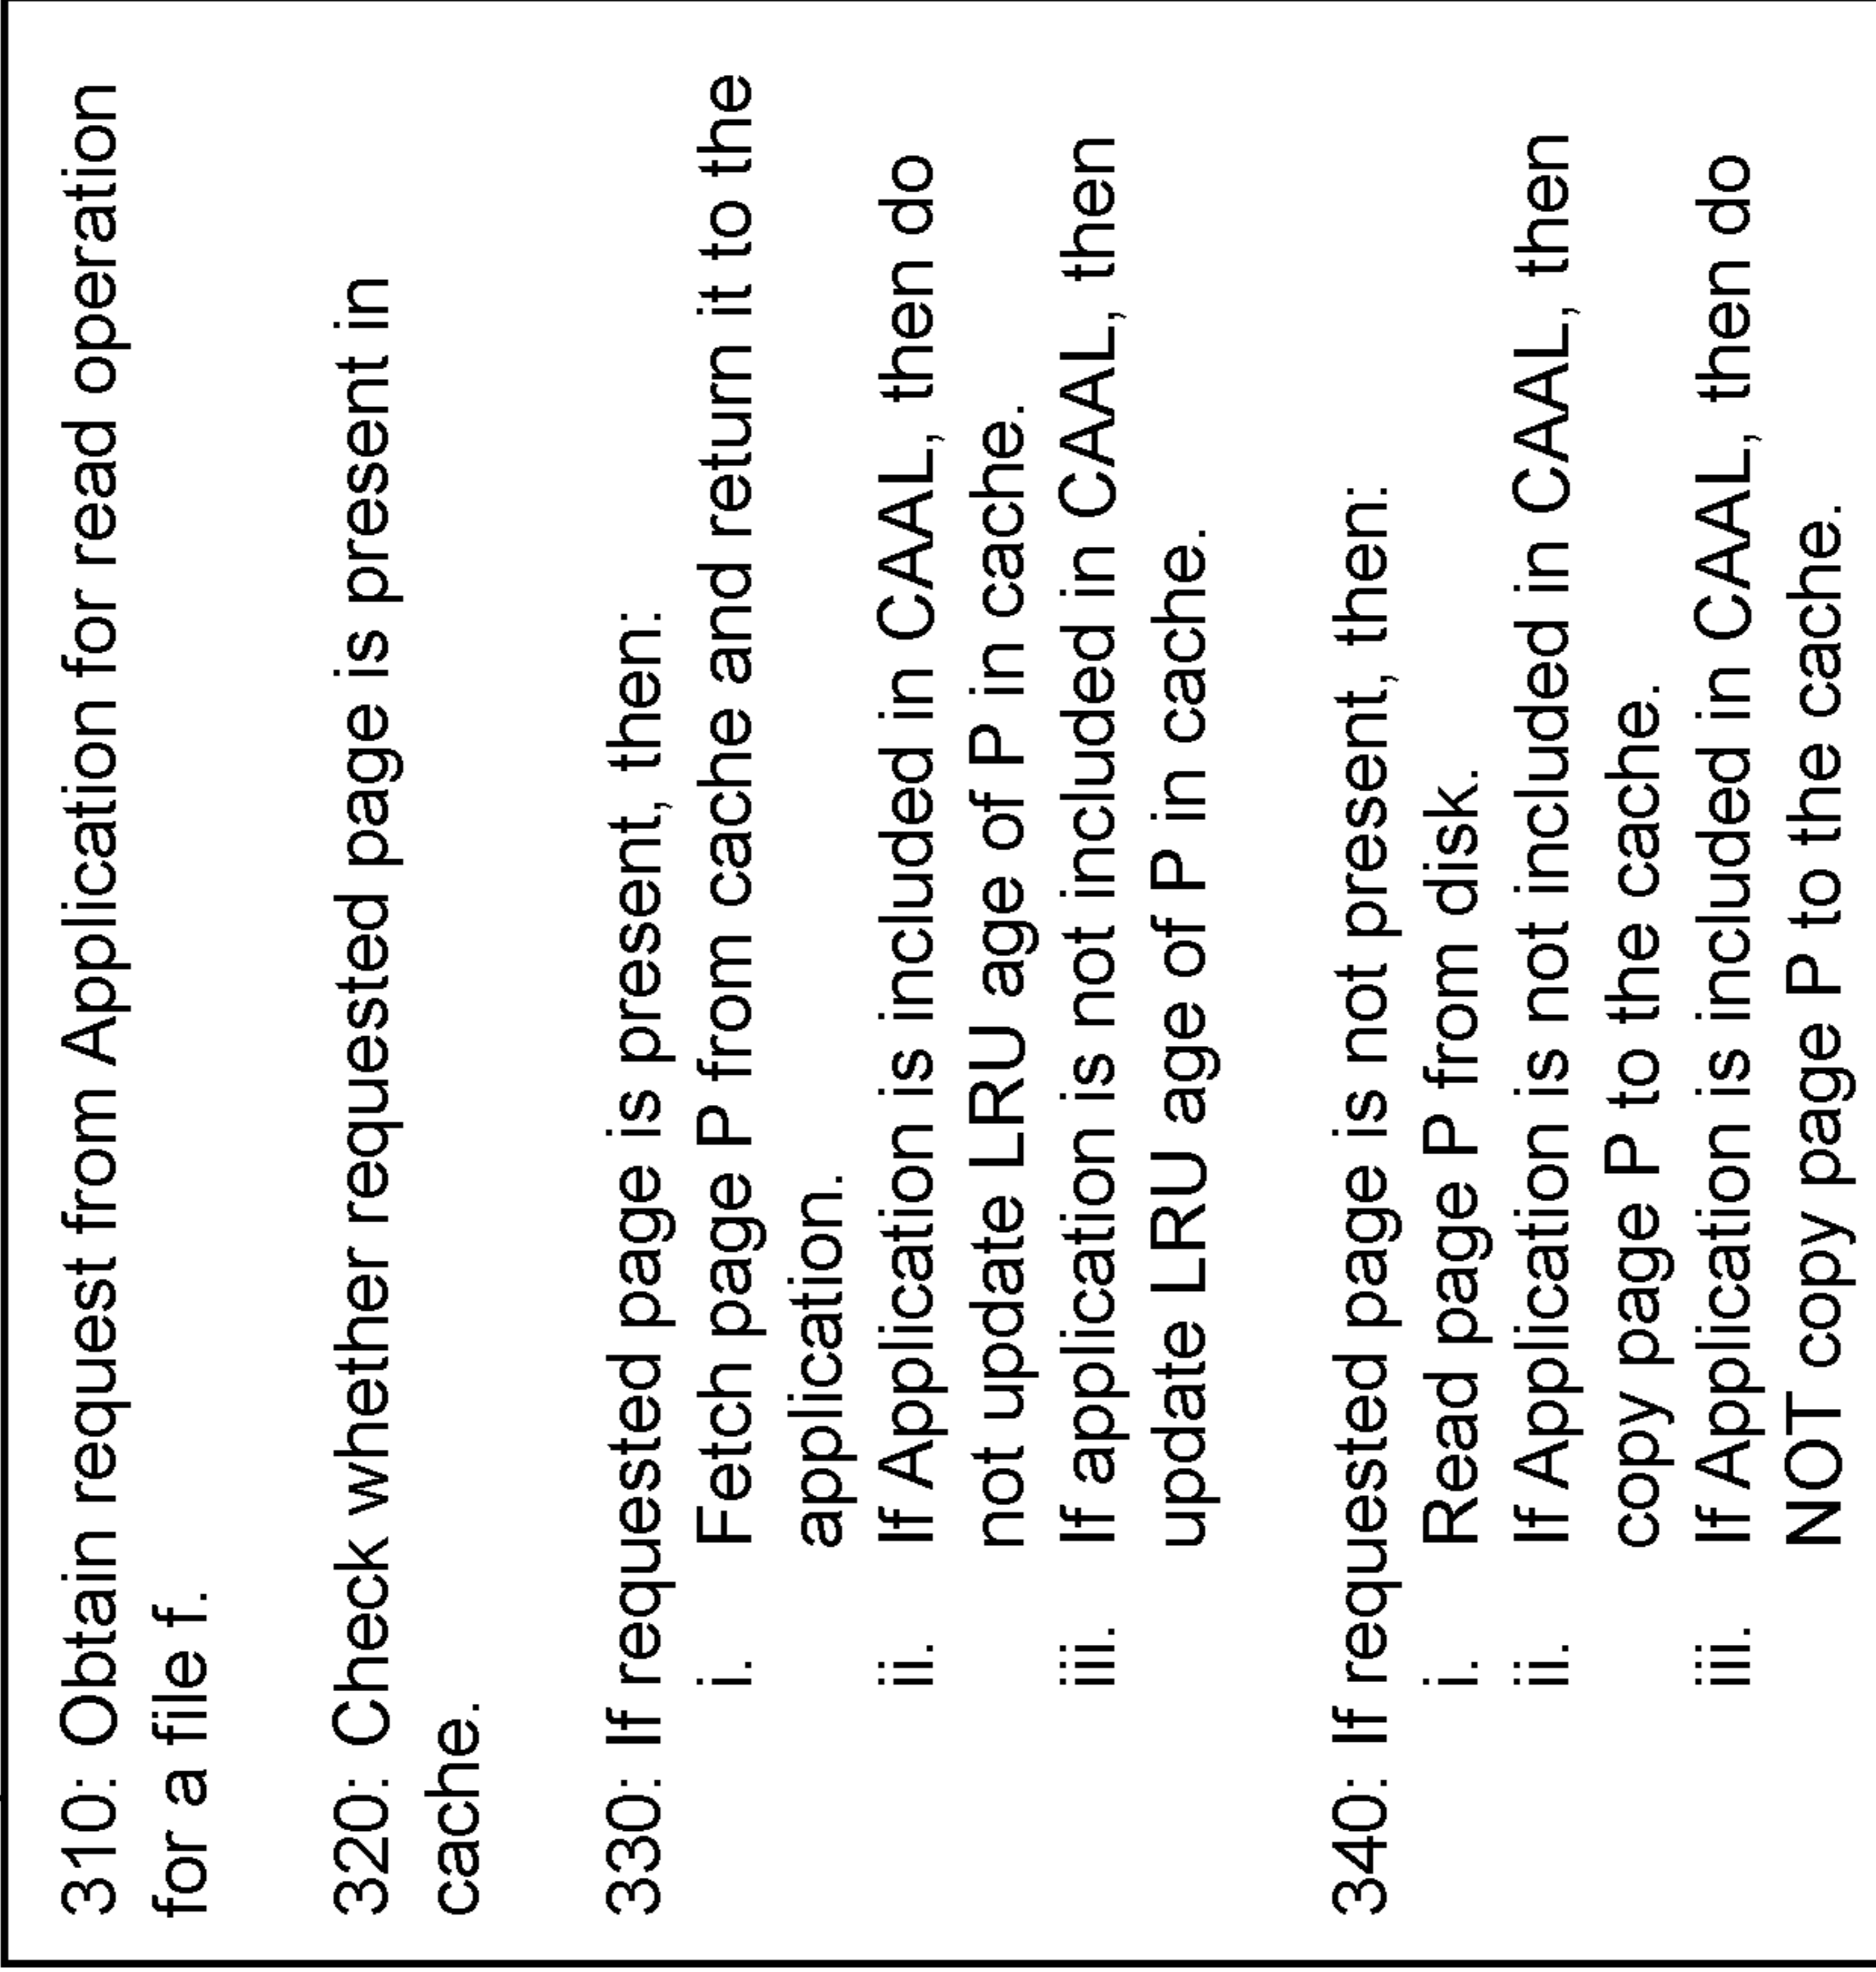 310: Obtain request from Application for read operation
for a file f.
320: Check whether requested page is present in
cache.
330: If requested page is present, then:
i. Fetch page P from cache and return it to the
application.
ii. If Application is included in CAAL, then do
not update LRU age of P in cache.
iii. If application is not included in CAAL, then
update LRU age of P in cache.
340: If requested page is not present, then:
i. Read page P from disk.
ii. If Application is not included in CAAL, then
copy page P to the cache.
iii. If Application is included in CAAL, then do
NOT copy page P to the cache.